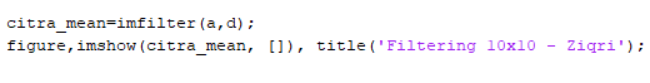 citra_mean=imfilter(a,d);
figure,imshow(citra_mean, []), title('Filtering 10x10 - Ziqri');